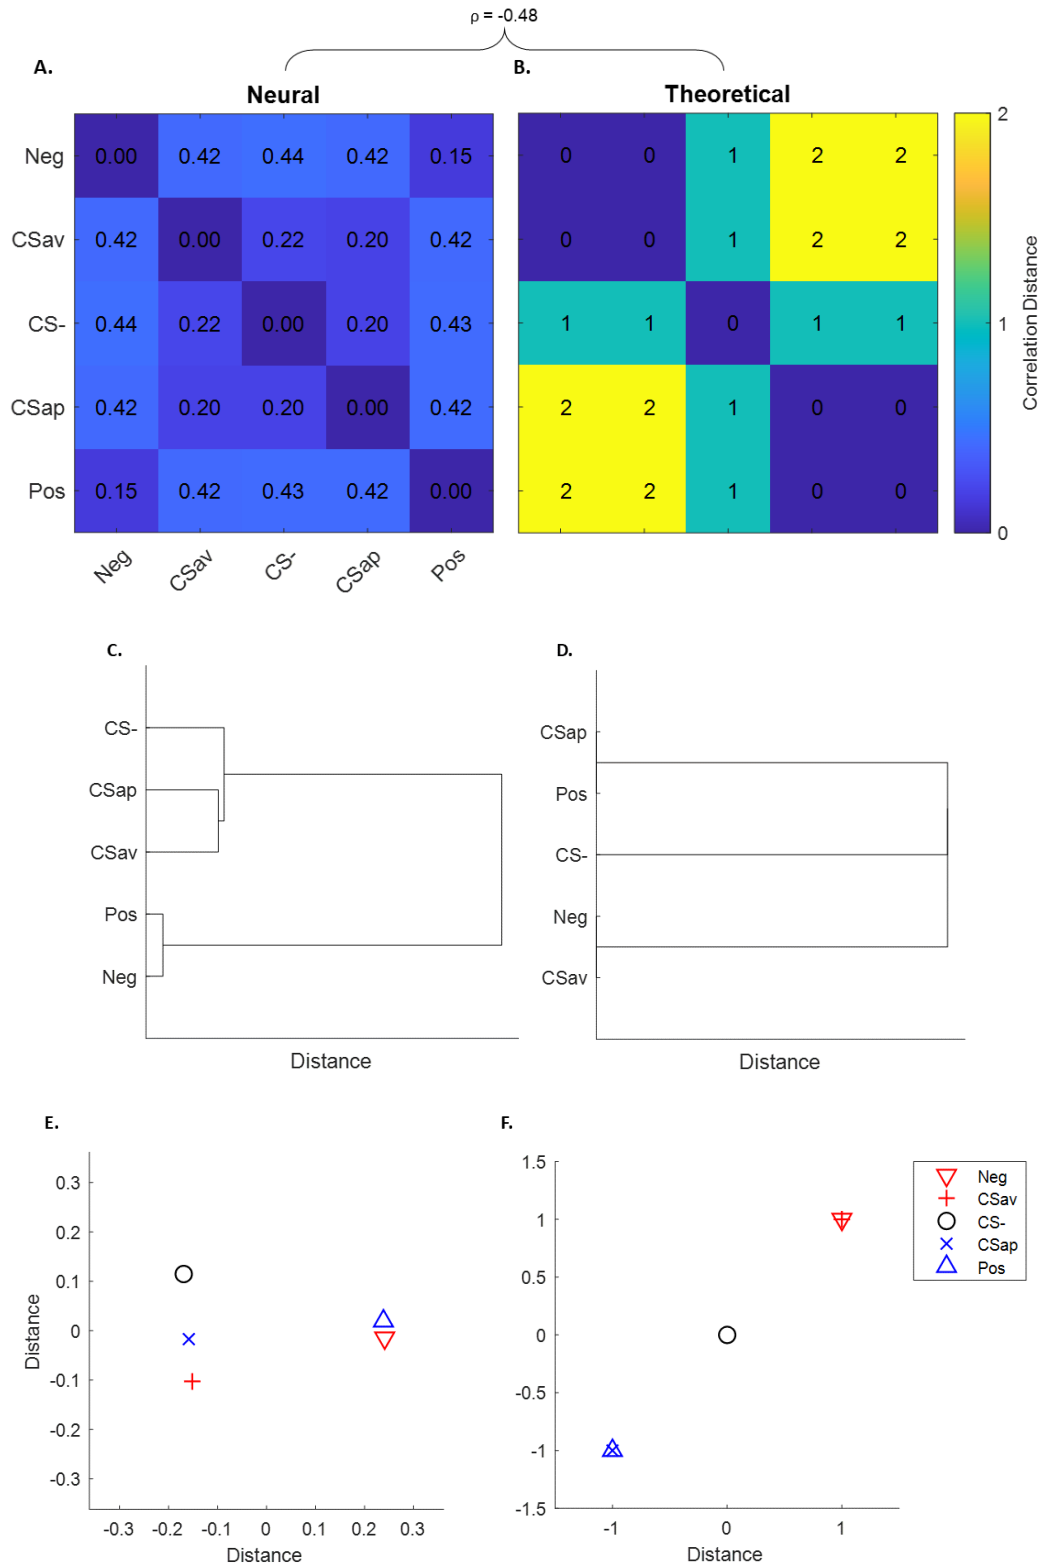 ρ = -0.48
A.
B.
Neural
Theoretical
Neg
0.00 0.42 0.44 0.42 0.15
CSav
0.42 0.00 0.22 0.20 0.42
CS-
0.44 0.22 0.00 0.20 0.43
CSap
0.42 0.20 0.20 0.00 0.42
Pos
0.15 0.42 0.43 0.42 0.00
Neg CSav CS- CSap Pos
0 0 1 2 2
0 0 1 2 2
1 1 0 1 1
2 2 1 0 0
2 2 1 0 0
2
1
0
Correlation Distance
C.
CS-
CSap
CSav
Pos
Neg
Distance
D.
CSap
Pos
CS-
Neg
CSav
Distance
E.
0.3
0.2
0.1
0
-0.1
-0.2
-0.3
Distance
-0.3 -0.2 -0.1 0 0.1 0.2 0.3
Distance
F.
1.5
1
0.5
0
-0.5
-1
-1.5
-1 0 1
Distance
Neg
CSav
CS-
CSap
Pos